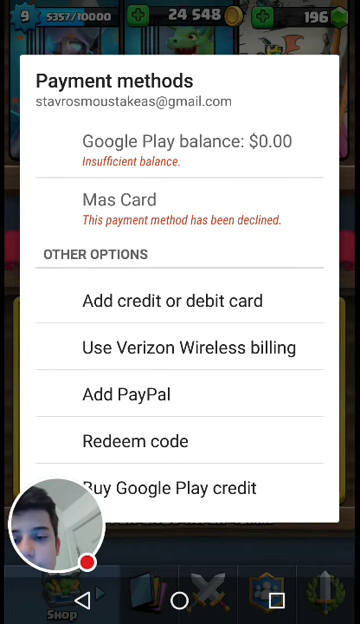 9 5357/10000 24 548 196
Payment methods
stavrosmoustakeas@gmail.com
Google Play balance: $0.00
Insufficient balance.
Mas Card
This payment method has been declined.
OTHER OPTIONS
Add credit or debit card
Use Verizon Wireless billing
Add PayPal
Redeem code
Buy Google Play credit
Shop